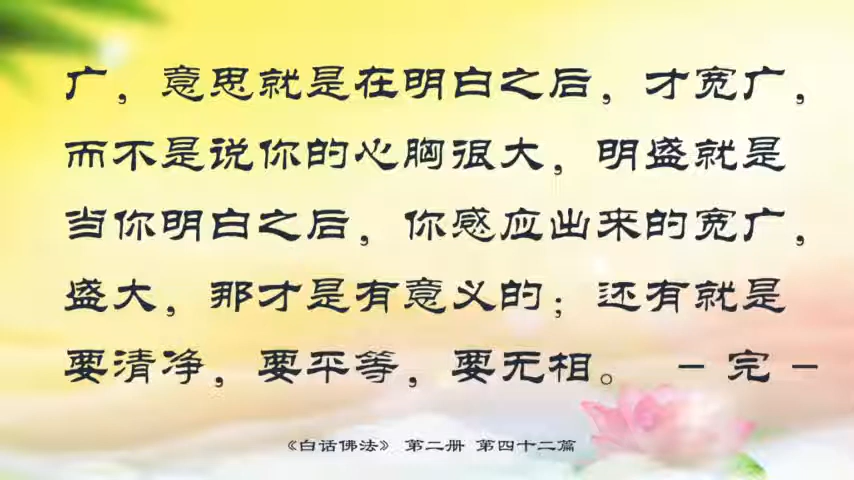 广，意思就是在明白之后，才宽广，
而不是说你的心胸很大，明盛就是
当你明白之后，你感应出来的宽广，
盛大，那才是有意义的；还有就是
要清净，要平等，要无相。 － 完 －
《白话佛法》 第二册 第四十二篇